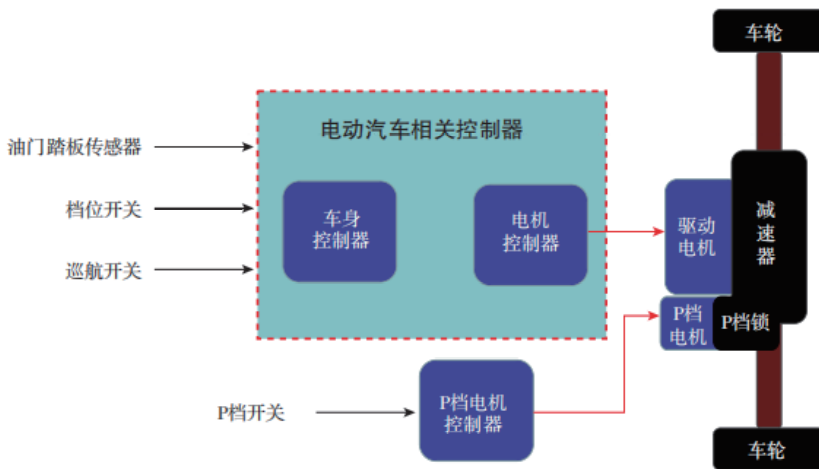 车轮
电动汽车相关控制器
油门踏板传感器
档位开关
巡航开关
车身
控制器
电机
控制器
驱动
电机
减
速
器
P档
电机
P档锁
P档开关
P档电机
控制器
车轮